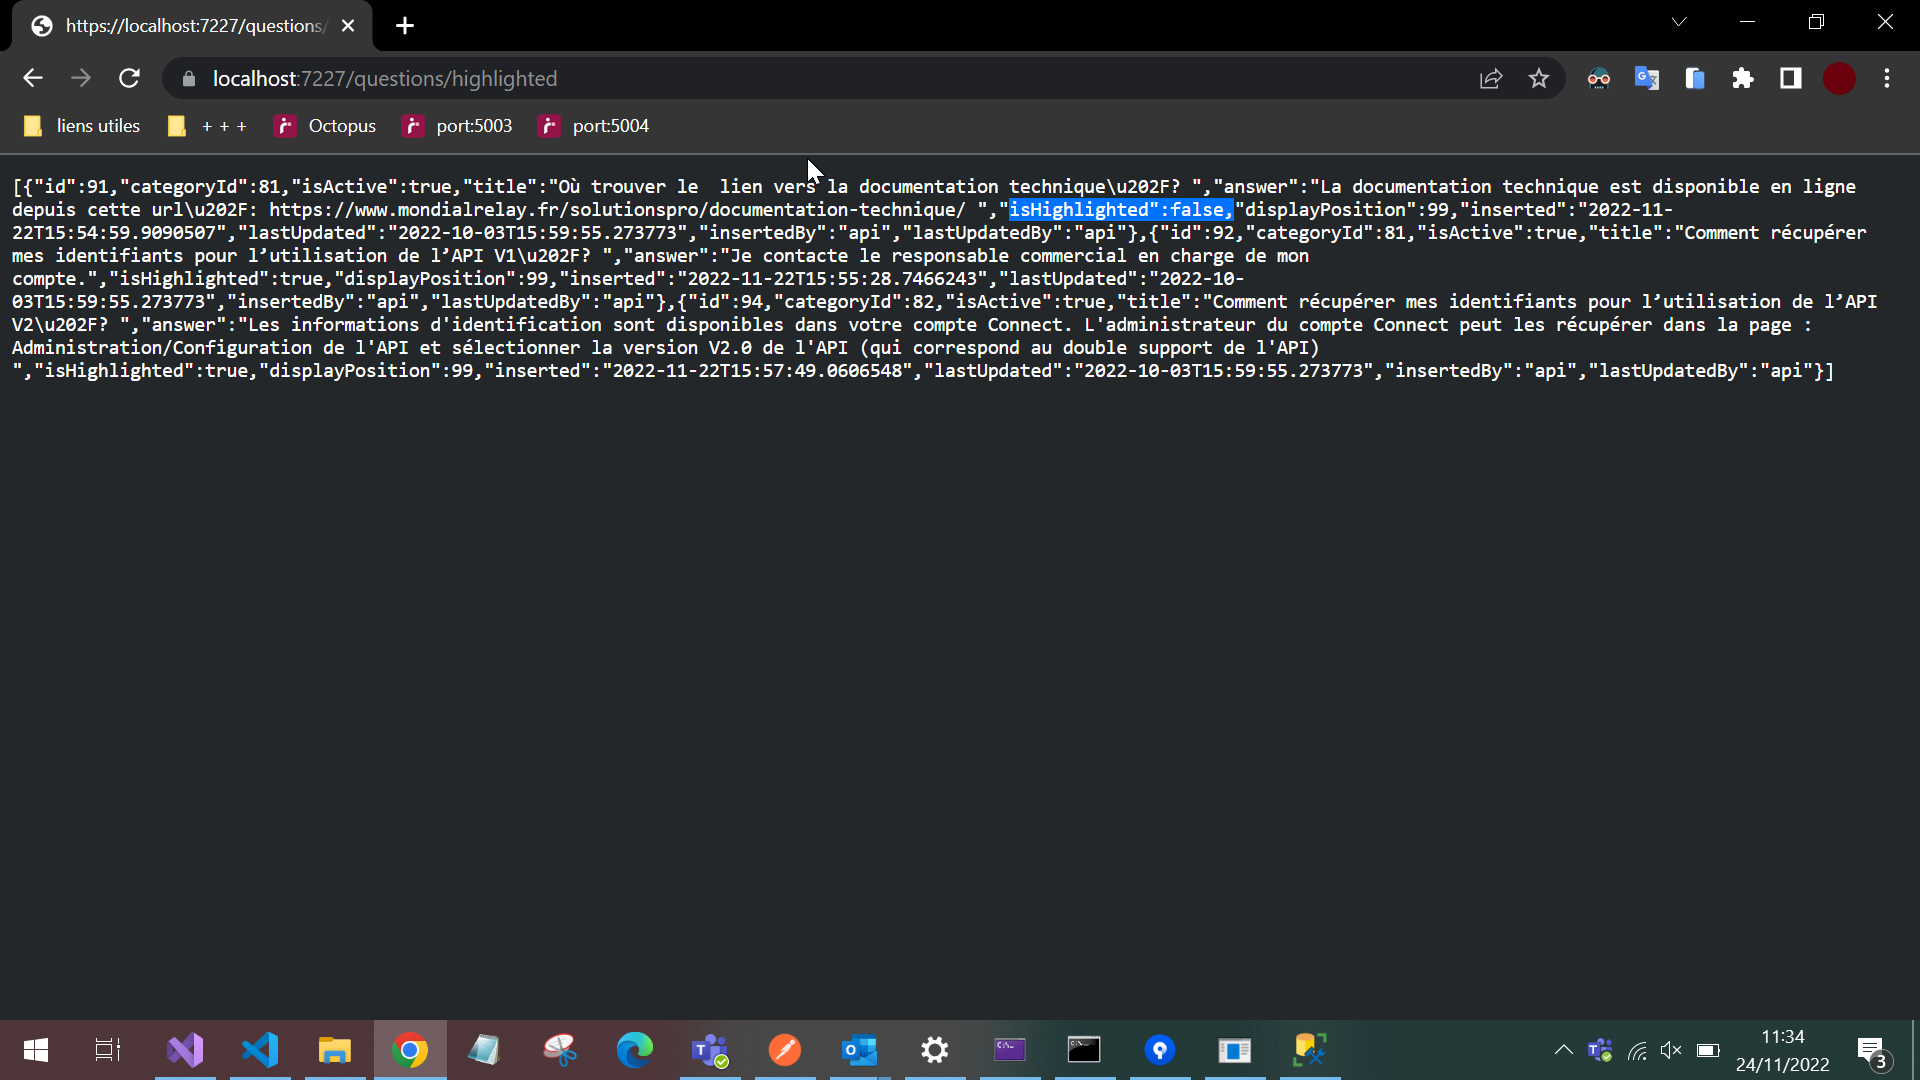 https://localhost:7227/questions/
localhost:7227/questions/highlighted
liens utiles
+ + +
Octopus
port:5003
port:5004
[{"id":91,"categoryId":81,"isActive":true,"title":"Où trouver le  lien vers la documentation technique\u202F? ","answer":"La documentation technique est disponible en ligne
depuis cette url\u202F: https://www.mondialrelay.fr/solutionspro/documentation-technique/ ","isHighlighted":false,"displayPosition":99,"inserted":"2022-11-
22T15:54:59.9090507","lastUpdated":"2022-10-03T15:59:55.273773","insertedBy":"api","lastUpdatedBy":"api"},{"id":92,"categoryId":81,"isActive":true,"title":"Comment récupérer
mes identifiants pour l’utilisation de l’API V1\u202F? ","answer":"Je contacte le responsable commercial en charge de mon
compte.","isHighlighted":true,"displayPosition":99,"inserted":"2022-11-22T15:55:28.7466243","lastUpdated":"2022-10-
03T15:59:55.273773","insertedBy":"api","lastUpdatedBy":"api"},{"id":94,"categoryId":82,"isActive":true,"title":"Comment récupérer mes identifiants pour l’utilisation de l’API
V2\u202F? ","answer":"Les informations d'identification sont disponibles dans votre compte Connect. L'administrateur du compte Connect peut les récupérer dans la page :
Administration/Configuration de l'API et sélectionner la version V2.0 de l'API (qui correspond au double support de l'API)
","isHighlighted":true,"displayPosition":99,"inserted":"2022-11-22T15:57:49.0606548","lastUpdated":"2022-10-03T15:59:55.273773","insertedBy":"api","lastUpdatedBy":"api"}]
11:34
24/11/2022
3